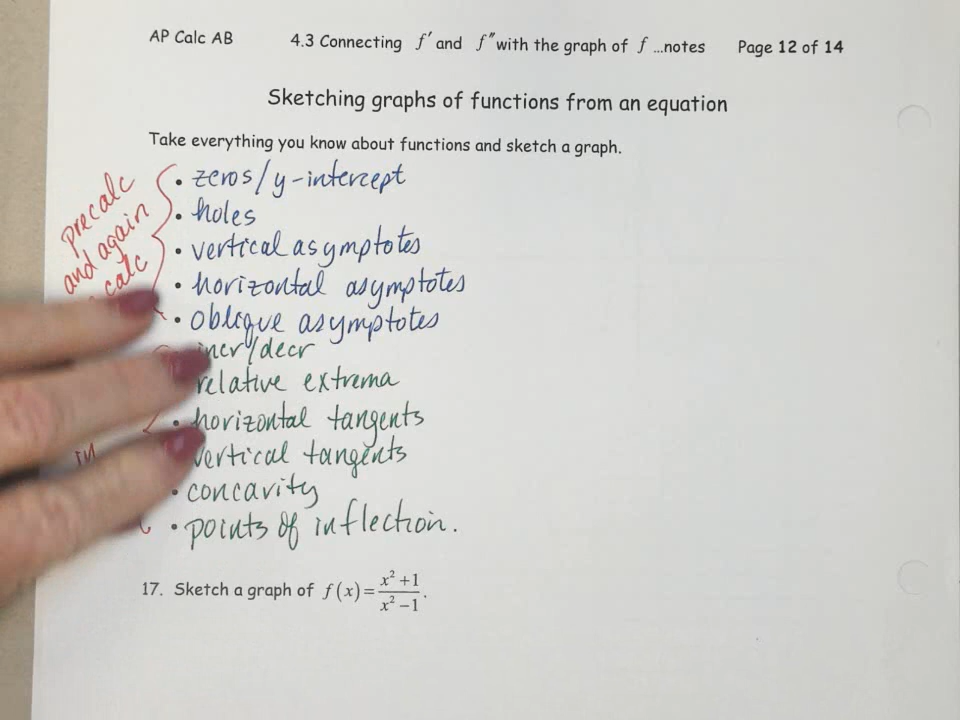 AP Calc AB 4.3 Connecting f′ and f″ with the graph of f …notes Page 12 of 14
Sketching graphs of functions from an equation
Take everything you know about functions and sketch a graph.
precalc
and again
calc
• zeros/y-intercept
• holes
• vertical asymptotes
• horizontal asymptotes
• oblique asymptotes
incr/decr
relative extrema
• horizontal tangents
vertical tangents
in
• concavity
• points of inflection.
17. Sketch a graph of f(x) = (x² + 1)/(x² − 1).